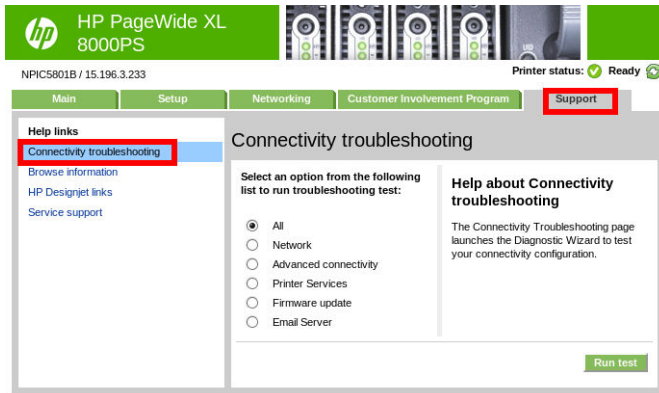 hp
HP PageWide XL
8000PS
UID
NPIC5801B / 15.196.3.233
Printer status: Ready
Main
Setup
Networking
Customer Involvement Program
Support
Help links
Connectivity troubleshooting
Browse information
HP Designjet links
Service support
Connectivity troubleshooting
Select an option from the following
list to run troubleshooting test:
All
Network
Advanced connectivity
Printer Services
Firmware update
Email Server
Help about Connectivity
troubleshooting
The Connectivity Troubleshooting page
launches the Diagnostic Wizard to test
your connectivity configuration.
Run test